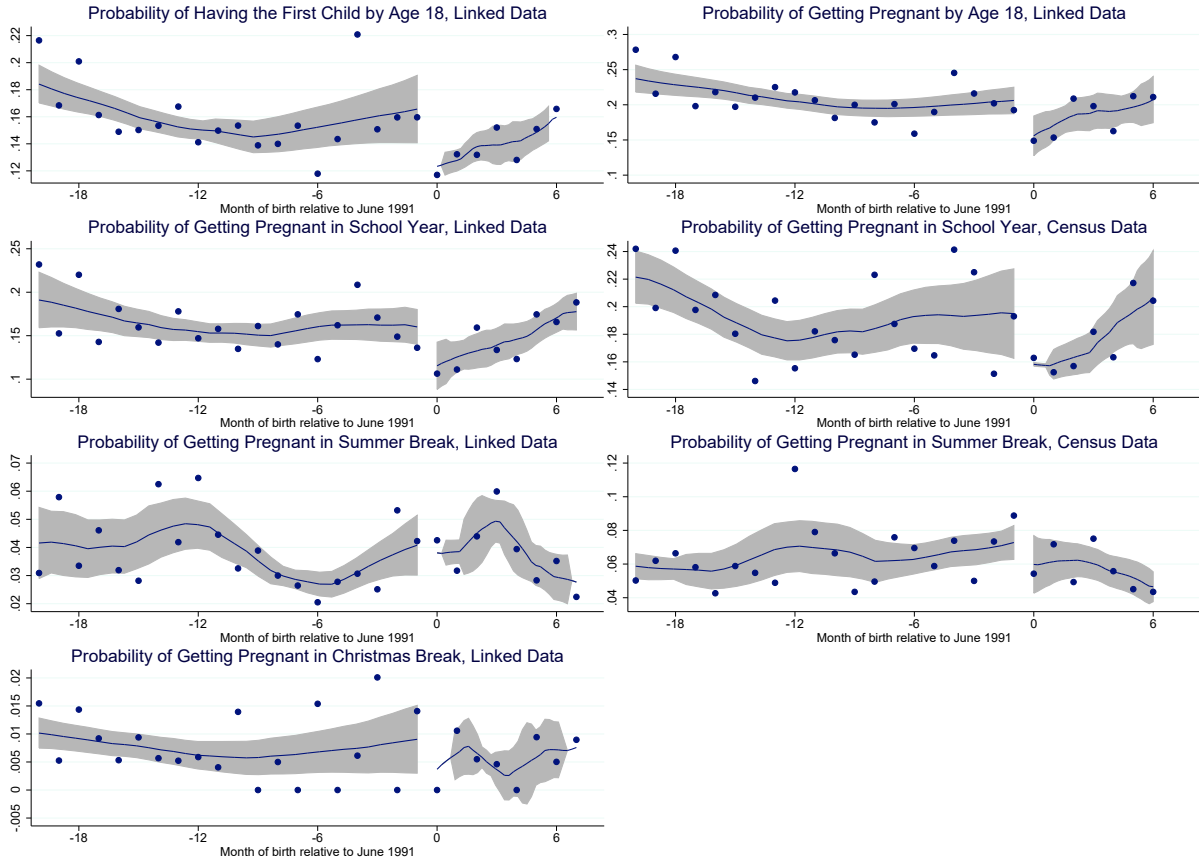 Probability of Having the First Child by Age 18, Linked Data
.22
.2
.18
.16
.14
.12
-18 -12 -6 0 6
Month of birth relative to June 1991
Probability of Getting Pregnant by Age 18, Linked Data
.3
.25
.2
.15
.1
-18 -12 -6 0 6
Month of birth relative to June 1991
Probability of Getting Pregnant in School Year, Linked Data
.25
.2
.15
.1
-18 -12 -6 0 6
Month of birth relative to June 1991
Probability of Getting Pregnant in School Year, Census Data
.24
.22
.2
.18
.16
.14
-18 -12 -6 0 6
Month of birth relative to June 1991
Probability of Getting Pregnant in Summer Break, Linked Data
.07
.06
.05
.04
.03
.02
-18 -12 -6 0 6
Month of birth relative to June 1991
Probability of Getting Pregnant in Summer Break, Census Data
.12
.1
.08
.06
.04
-18 -12 -6 0 6
Month of birth relative to June 1991
Probability of Getting Pregnant in Christmas Break, Linked Data
.02
.015
.01
.005
0
-.005
-18 -12 -6 0 6
Month of birth relative to June 1991